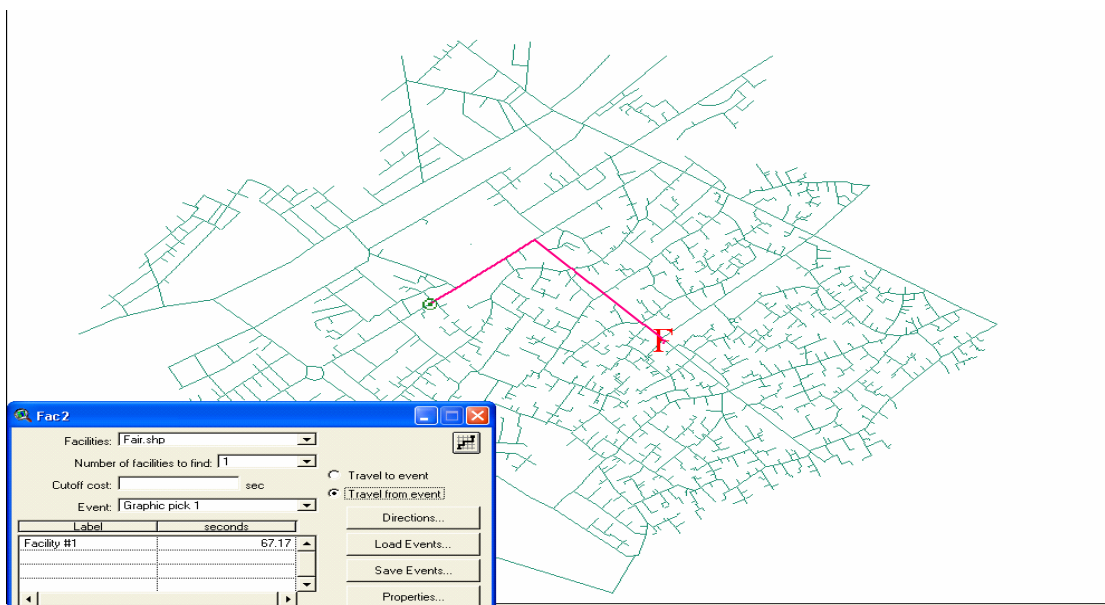 F
Fac2
Facilities: Fair.shp
Number of facilities to find: 1
Cutoff cost: sec
Event: Graphic pick 1
Travel to event
Travel from event
Label seconds
Facility #1 67.17
Directions...
Load Events...
Save Events...
Properties...